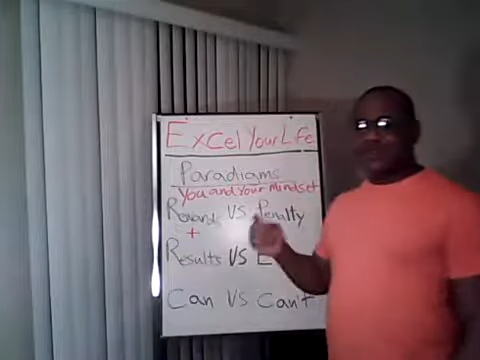 ExCel Your Life
Paradigms
You and Your Mindset
Reward VS Penalty
+
Results VS E
Can VS Can't